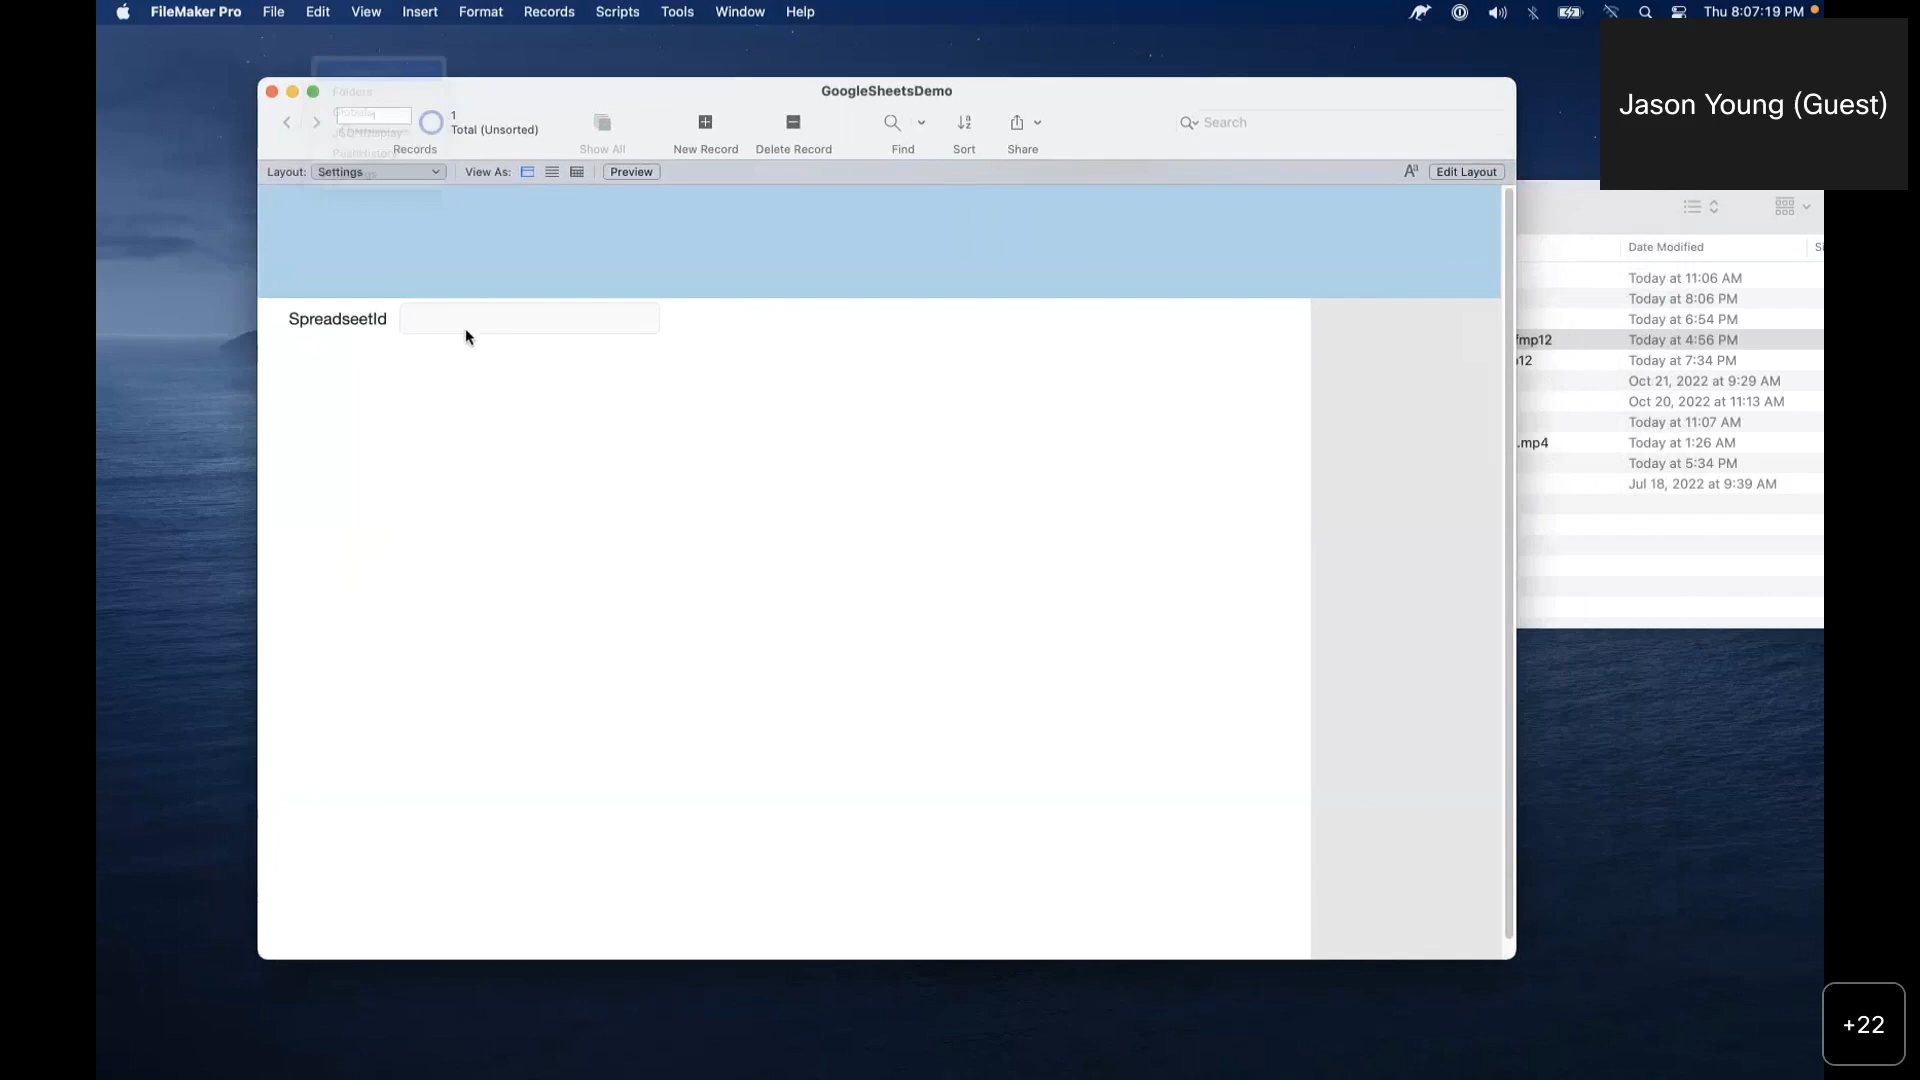 FileMaker Pro File Edit View Insert Format Records Scripts Tools Window Help
Thu 8:07:19 PM
Jason Young (Guest)
GoogleSheetsDemo
Folders
1
1
Total (Unsorted)
Records
Show All
New Record
Delete Record
Find
Sort
Share
Search
Layout: Settings View As: Preview Edit Layout
SpreadseetId
Date Modified
Today at 11:06 AM
Today at 8:06 PM
Today at 6:54 PM
fmp12 Today at 4:56 PM
12 Today at 7:34 PM
Oct 21, 2022 at 9:29 AM
Oct 20, 2022 at 11:13 AM
Today at 11:07 AM
.mp4 Today at 1:26 AM
Today at 5:34 PM
Jul 18, 2022 at 9:39 AM
+22